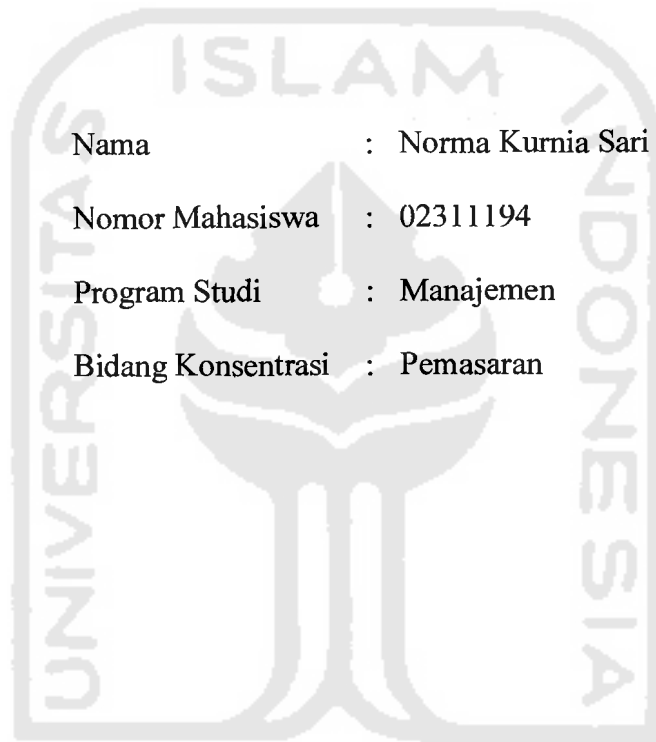 UNIVERSITAS ISLAM INDONESIA
Nama : Norma Kurnia Sari
Nomor Mahasiswa : 02311194
Program Studi : Manajemen
Bidang Konsentrasi : Pemasaran